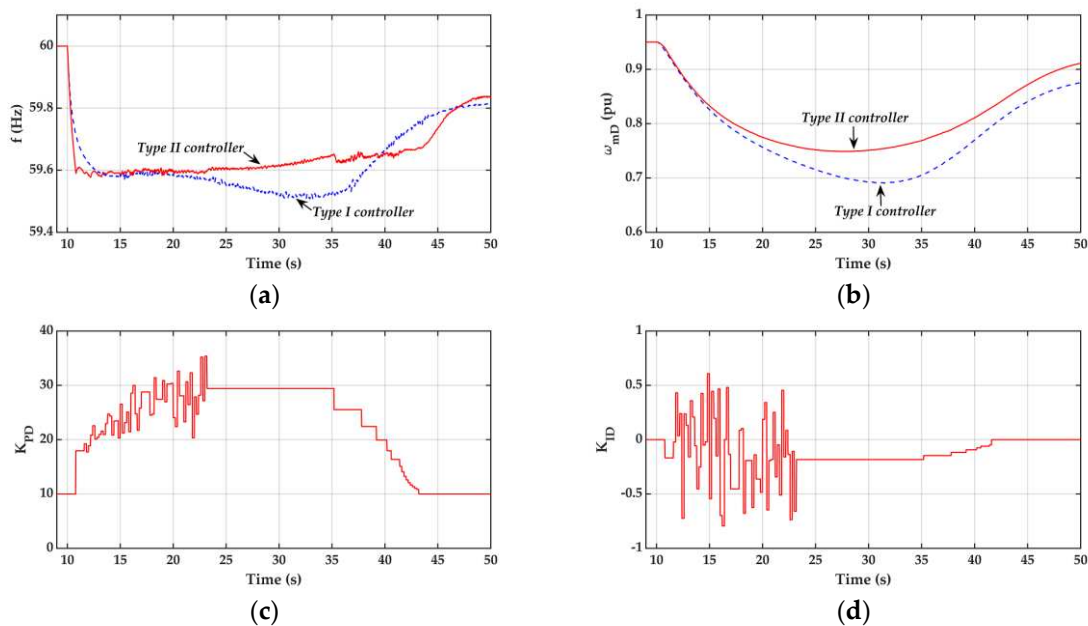 60
59.8
59.6
59.4
f (Hz)
Type II controller
Type I controller
10 15 20 25 30 35 40 45 50
Time (s)
(a)
1
0.9
0.8
0.7
0.6
ω_mD (pu)
Type II controller
Type I controller
10 15 20 25 30 35 40 45 50
Time (s)
(b)
40
30
20
10
0
K_PD
10 15 20 25 30 35 40 45 50
Time (s)
(c)
1
0.5
0
-0.5
-1
K_ID
10 15 20 25 30 35 40 45 50
Time (s)
(d)